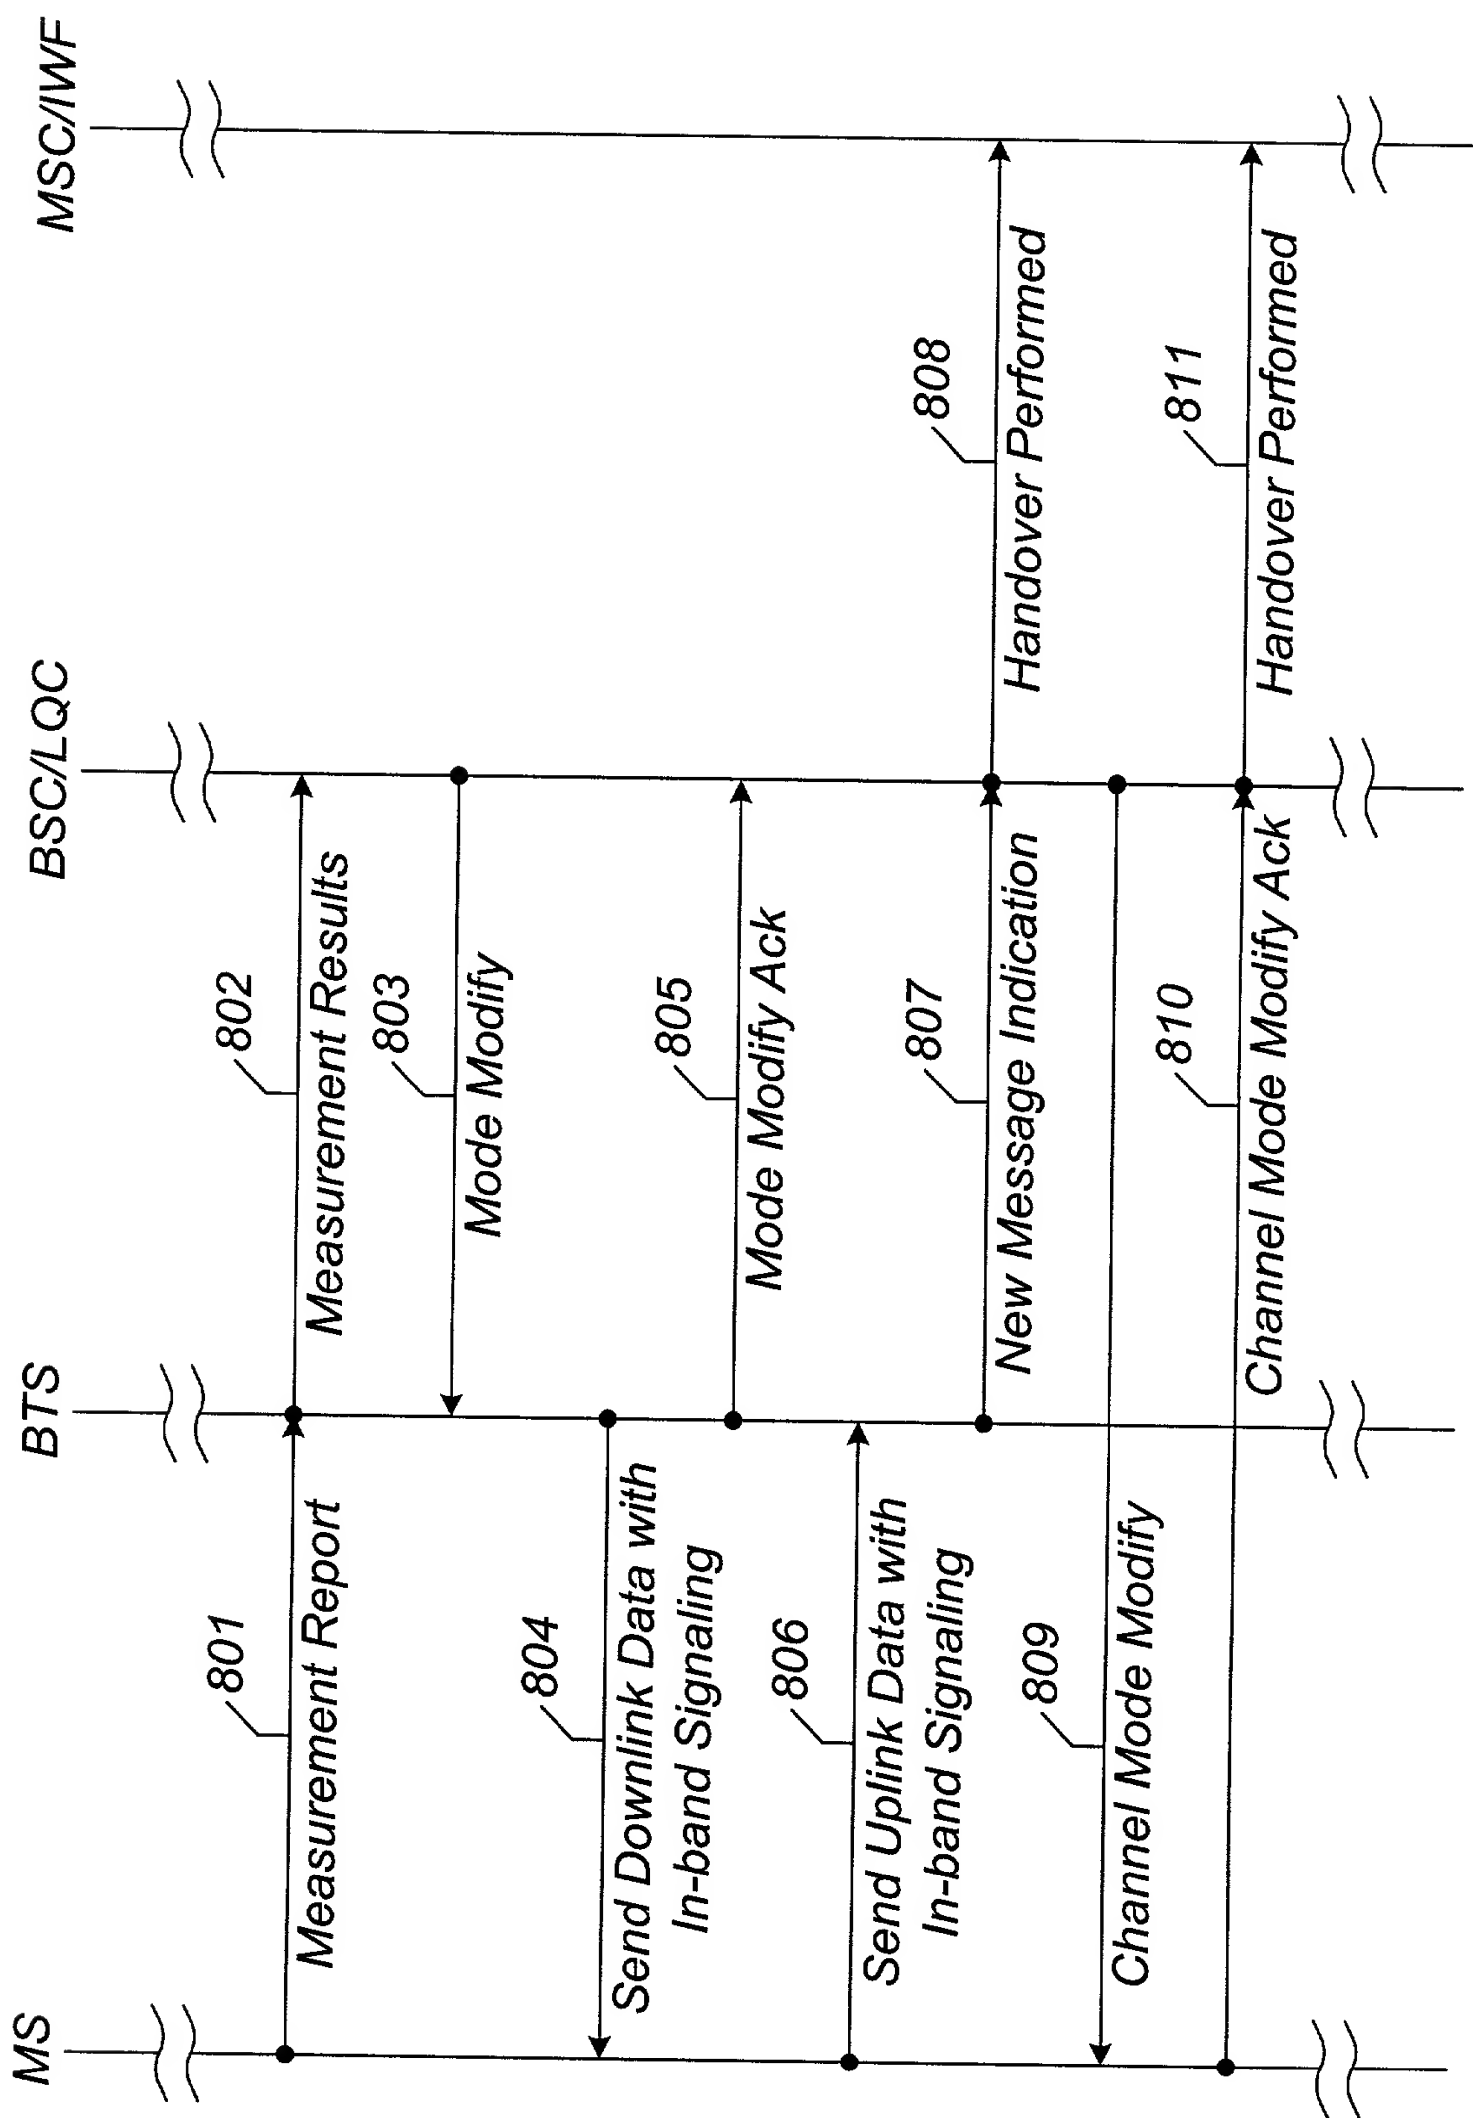 MS
BTS
BSC/LQC
MSC/IWF
801
Measurement Report
802
Measurement Results
803
Mode Modify
804
Send Downlink Data with
In-band Signaling
805
Mode Modify Ack
806
Send Uplink Data with
In-band Signaling
807
New Message Indication
808
Handover Performed
809
Channel Mode Modify
810
Channel Mode Modify Ack
811
Handover Performed